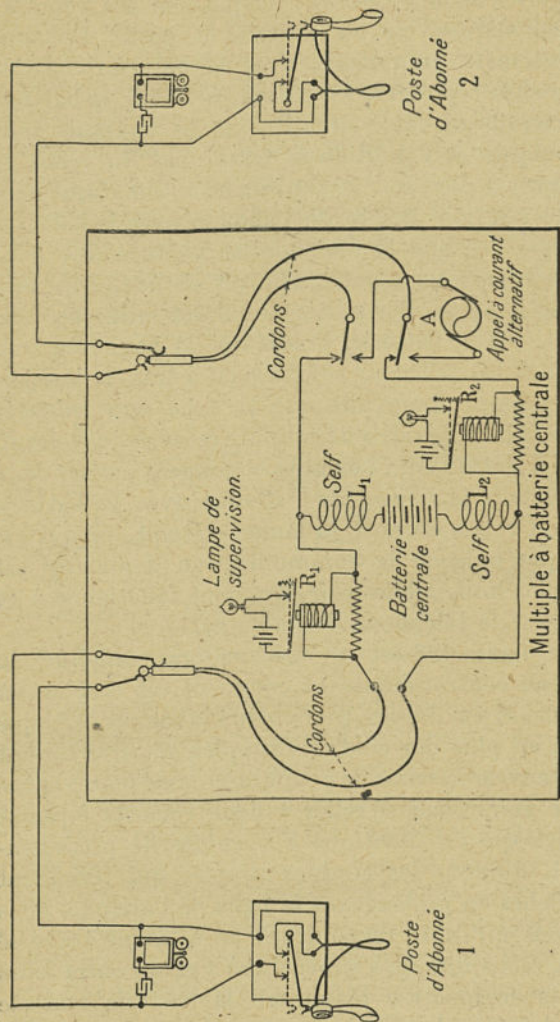 Poste
d'Abonné
1
Cordons
Lampe de
supervision.
R1
Self
L1
Batterie
centrale
L2
Self
R2
Cordons
A
Appel à courant
alternatif
Multiple à batterie centrale
Poste
d'Abonné
2